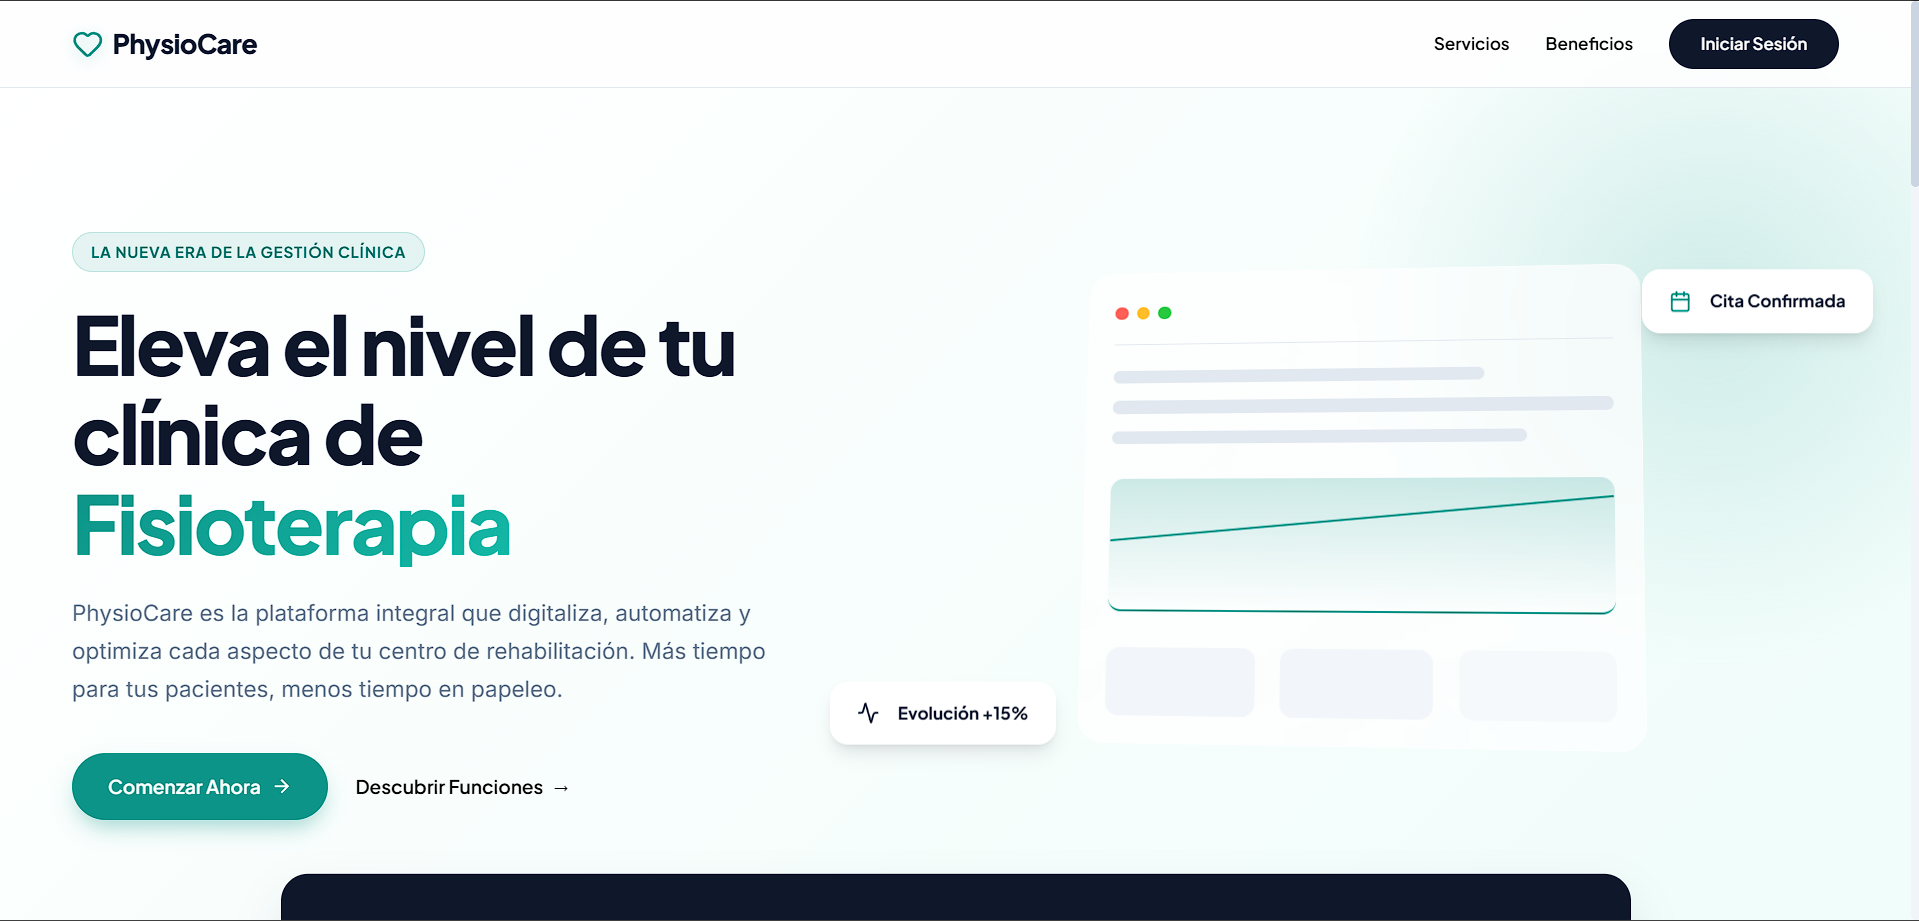 PhysioCare
Servicios
Beneficios
Iniciar Sesión
LA NUEVA ERA DE LA GESTIÓN CLÍNICA
Eleva el nivel de tu
clínica de
Fisioterapia
PhysioCare es la plataforma integral que digitaliza, automatiza y
optimiza cada aspecto de tu centro de rehabilitación. Más tiempo
para tus pacientes, menos tiempo en papeleo.
Comenzar Ahora →
Descubrir Funciones →
Cita Confirmada
Evolución +15%